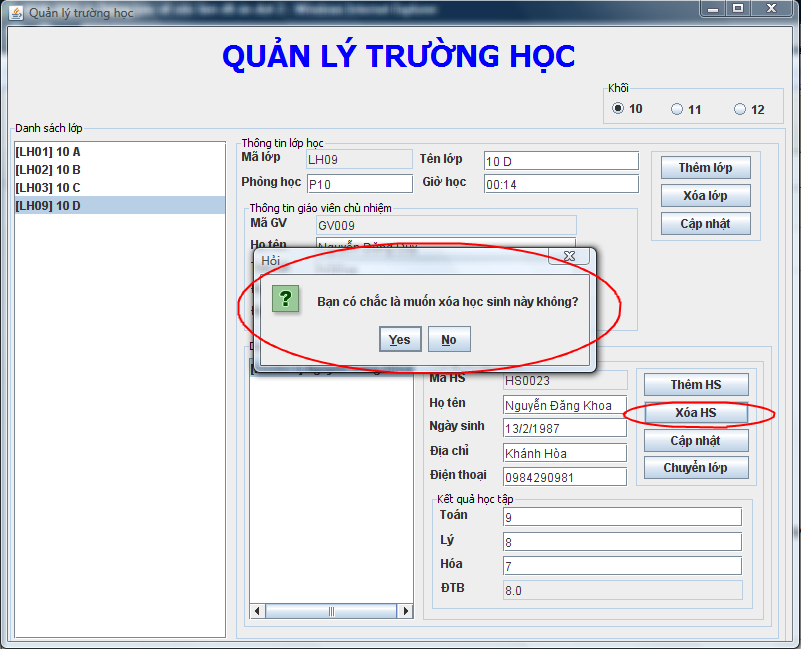 Quản lý trường học
QUẢN LÝ TRƯỜNG HỌC
Khối
10 11 12
Danh sách lớp
[LH01] 10 A
[LH02] 10 B
[LH03] 10 C
[LH09] 10 D
Thông tin lớp học
Mã lớp LH09 Tên lớp 10 D
Phòng học P10 Giờ học 00:14
Thêm lớp
Xóa lớp
Cập nhật
Thông tin giáo viên chủ nhiệm
Mã GV GV009
Họ tên Nguyễn Đăng Duy
Hỏi
Bạn có chắc là muốn xóa học sinh này không?
Yes No
Mã HS HS0023
Họ tên Nguyễn Đăng Khoa
Ngày sinh 13/2/1987
Địa chỉ Khánh Hòa
Điện thoại 0984290981
Thêm HS
Xóa HS
Cập nhật
Chuyển lớp
Kết quả học tập
Toán 9
Lý 8
Hóa 7
ĐTB 8.0